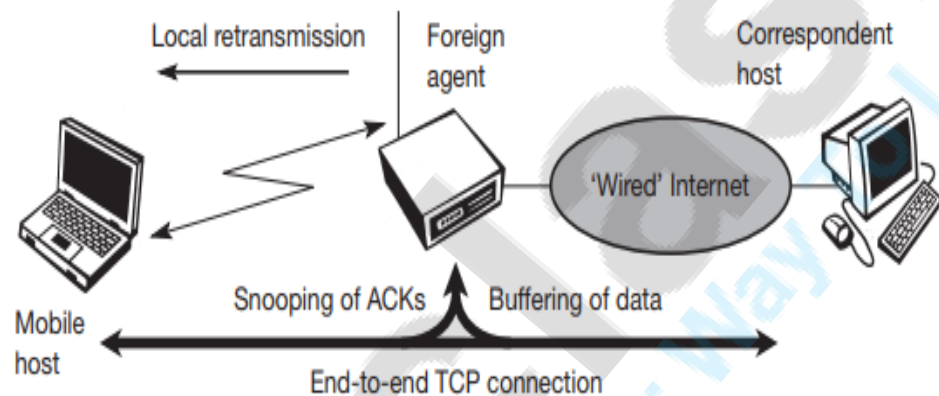 Local retransmission
Foreign
agent
Correspondent
host
'Wired' Internet
Snooping of ACKs
Buffering of data
Mobile
host
End-to-end TCP connection